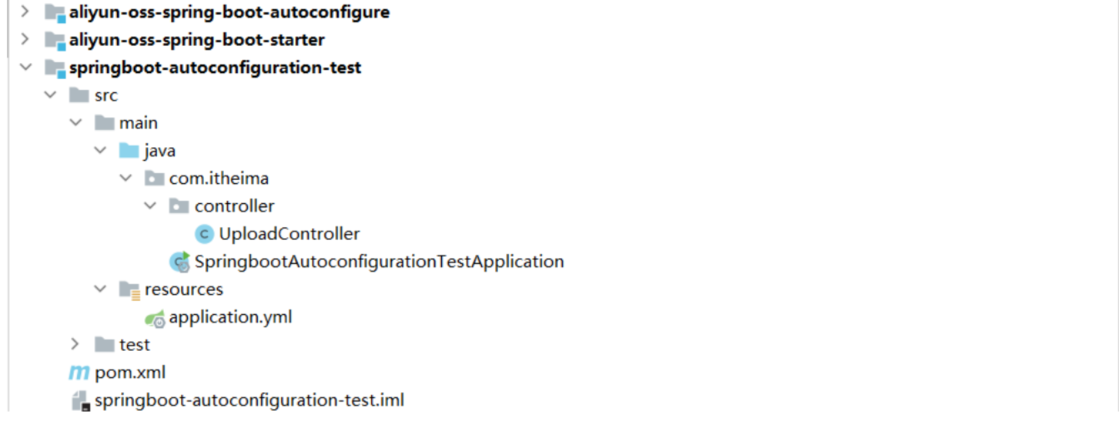 aliyun-oss-spring-boot-autoconfigure
aliyun-oss-spring-boot-starter
springboot-autoconfiguration-test
src
main
java
com.itheima
controller
UploadController
SpringbootAutoconfigurationTestApplication
resources
application.yml
test
pom.xml
springboot-autoconfiguration-test.iml